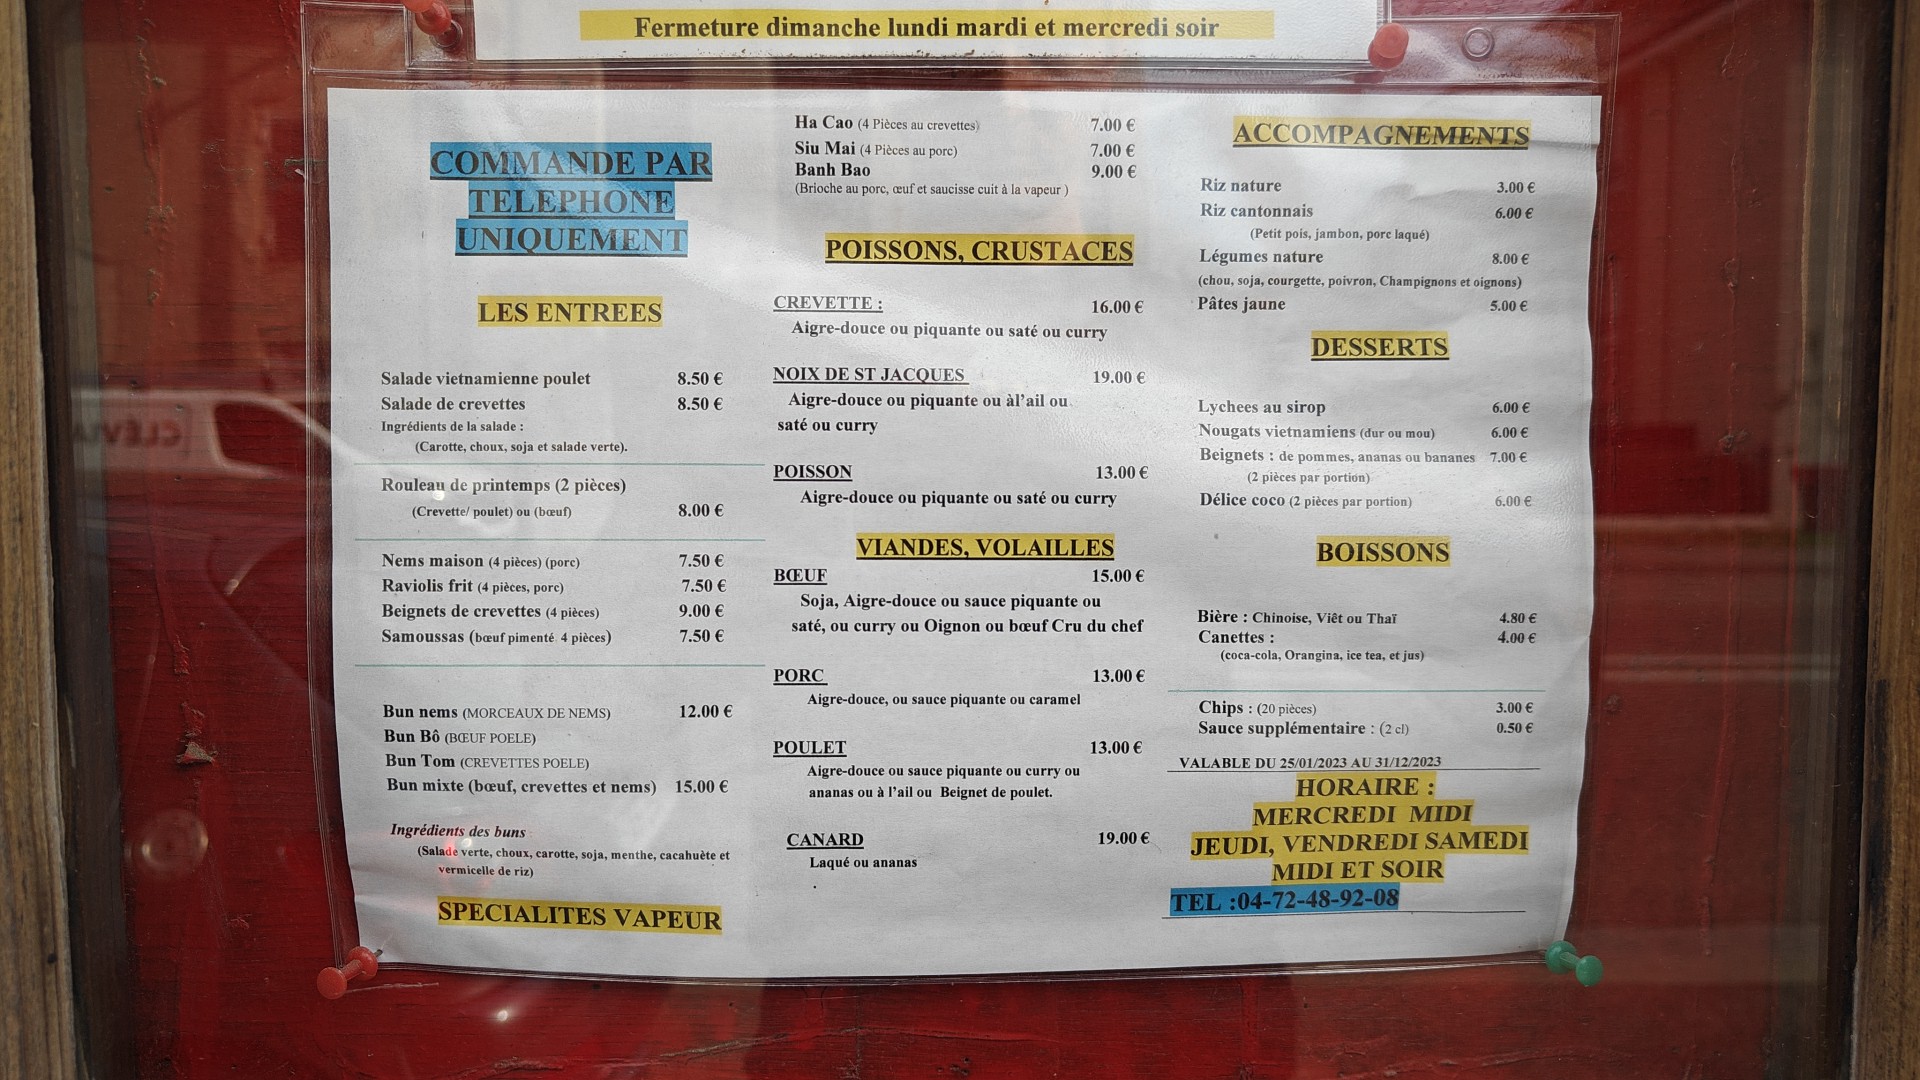 Fermeture dimanche lundi mardi et mercredi soir
COMMANDE PAR
TELEPHONE
UNIQUEMENT
LES ENTREES
Salade vietnamienne poulet 8.50 €
Salade de crevettes 8.50 €
Ingrédients de la salade :
(Carotte, choux, soja et salade verte).
Rouleau de printemps (2 pièces)
(Crevette/ poulet) ou (bœuf) 8.00 €
Nems maison (4 pièces) (porc) 7.50 €
Raviolis frit (4 pièces, porc) 7.50 €
Beignets de crevettes (4 pièces) 9.00 €
Samoussas (bœuf pimenté 4 pièces) 7.50 €
Bun nems (MORCEAUX DE NEMS) 12.00 €
Bun Bô (BŒUF POELE)
Bun Tom (CREVETTES POELE)
Bun mixte (bœuf, crevettes et nems) 15.00 €
Ingrédients des buns
(Salade verte, choux, carotte, soja, menthe, cacahuète et
vermicelle de riz)
SPECIALITES VAPEUR
Ha Cao (4 Pièces au crevettes) 7.00 €
Siu Mai (4 Pièces au porc) 7.00 €
Banh Bao 9.00 €
(Brioche au porc, œuf et saucisse cuit à la vapeur )
POISSONS, CRUSTACES
CREVETTE : 16.00 €
Aigre-douce ou piquante ou saté ou curry
NOIX DE ST JACQUES 19.00 €
Aigre-douce ou piquante ou àl'ail ou
saté ou curry
POISSON 13.00 €
Aigre-douce ou piquante ou saté ou curry
VIANDES, VOLAILLES
BŒUF 15.00 €
Soja, Aigre-douce ou sauce piquante ou
saté, ou curry ou Oignon ou bœuf Cru du chef
PORC 13.00 €
Aigre-douce, ou sauce piquante ou caramel
POULET 13.00 €
Aigre-douce ou sauce piquante ou curry ou
ananas ou à l'ail ou Beignet de poulet.
CANARD 19.00 €
Laqué ou ananas
ACCOMPAGNEMENTS
Riz nature 3.00 €
Riz cantonnais 6.00 €
(Petit pois, jambon, porc laqué)
Légumes nature 8.00 €
(chou, soja, courgette, poivron, Champignons et oignons)
Pâtes jaune 5.00 €
DESSERTS
Lychees au sirop 6.00 €
Nougats vietnamiens (dur ou mou) 6.00 €
Beignets : de pommes, ananas ou bananes 7.00 €
(2 pièces par portion)
Délice coco (2 pièces par portion) 6.00 €
BOISSONS
Bière : Chinoise, Viêt ou Thaï 4.80 €
Canettes : 4.00 €
(coca-cola, Orangina, ice tea, et jus)
Chips : (20 pièces) 3.00 €
Sauce supplémentaire : (2 cl) 0.50 €
VALABLE DU 25/01/2023 AU 31/12/2023
HORAIRE :
MERCREDI MIDI
JEUDI, VENDREDI SAMEDI
MIDI ET SOIR
TEL :04-72-48-92-08